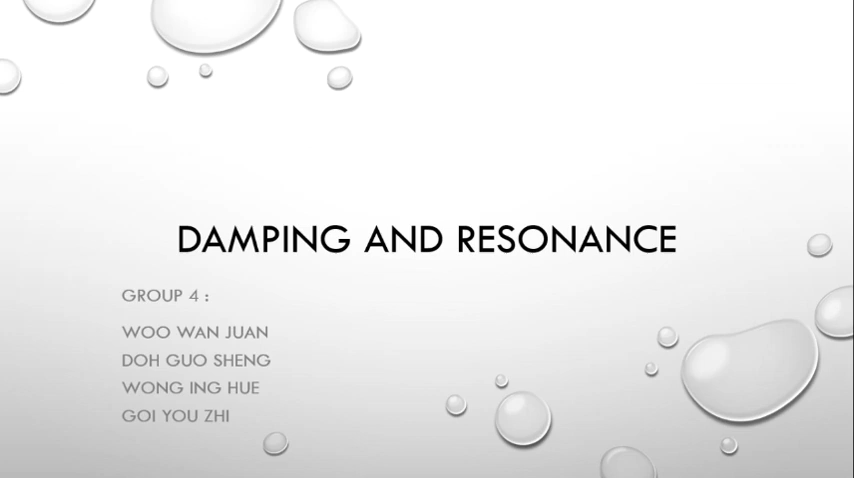 DAMPING AND RESONANCE
GROUP 4 :
WOO WAN JUAN
DOH GUO SHENG
WONG ING HUE
GOI YOU ZHI